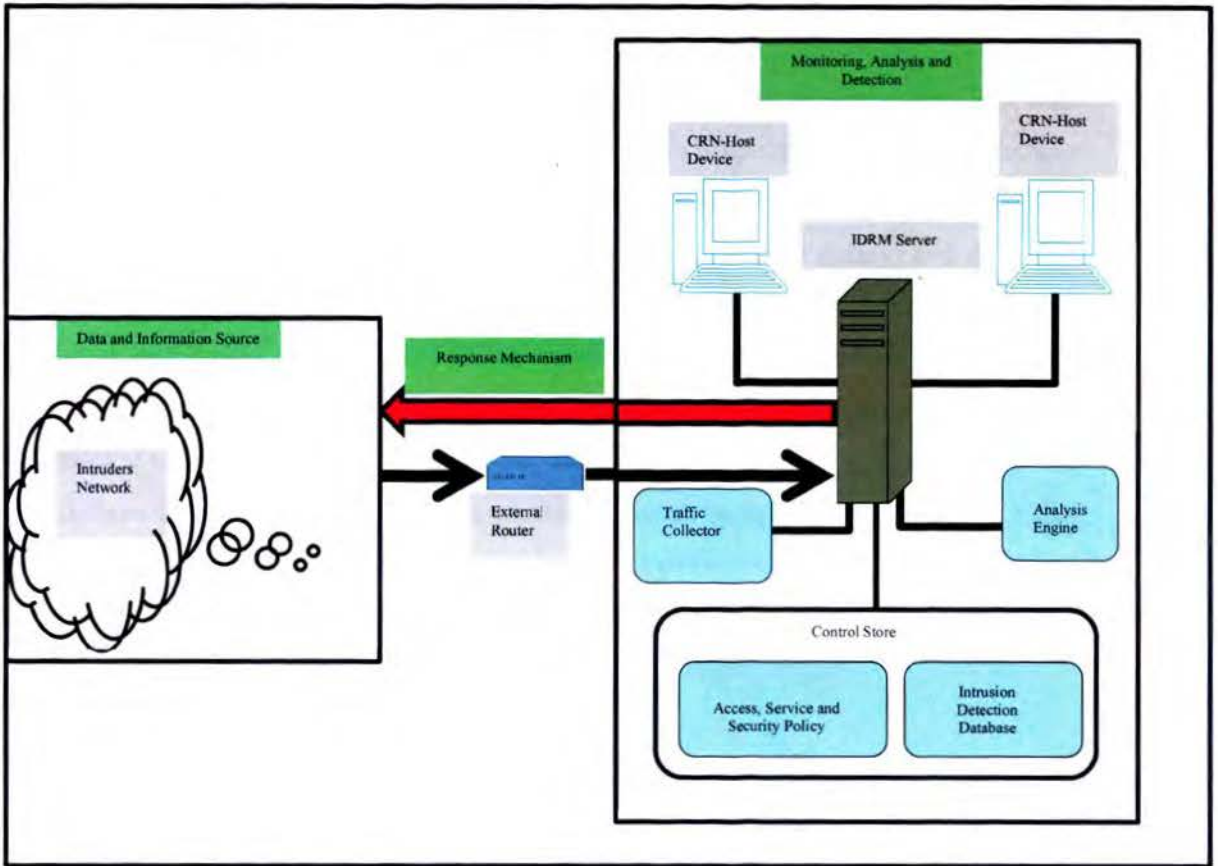 Monitoring, Analysis and
Detection
CRN-Host
Device
CRN-Host
Device
IDRM Server
Data and Information Source
Response Mechanism
Intruders
Network
External
Router
Traffic
Collector
Analysis
Engine
Control Store
Access, Service and
Security Policy
Intrusion
Detection
Database